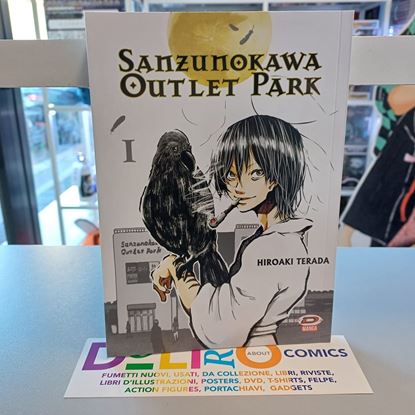 SANZUNOKAWA
OUTLET PARK
I
Sanzunokawa
Outlet Park
HIROAKI TERADA
D
MANGA
DeLIRiO ABOUT COMICS
FUMETTI NUOVI, USATI, DA COLLEZIONE, LIBRI, RIVISTE,
LIBRI D'ILLUSTRAZIONI, POSTERS, DVD, T-SHIRTS, FELPE,
ACTION FIGURES, PORTACHIAVI, GADGETS